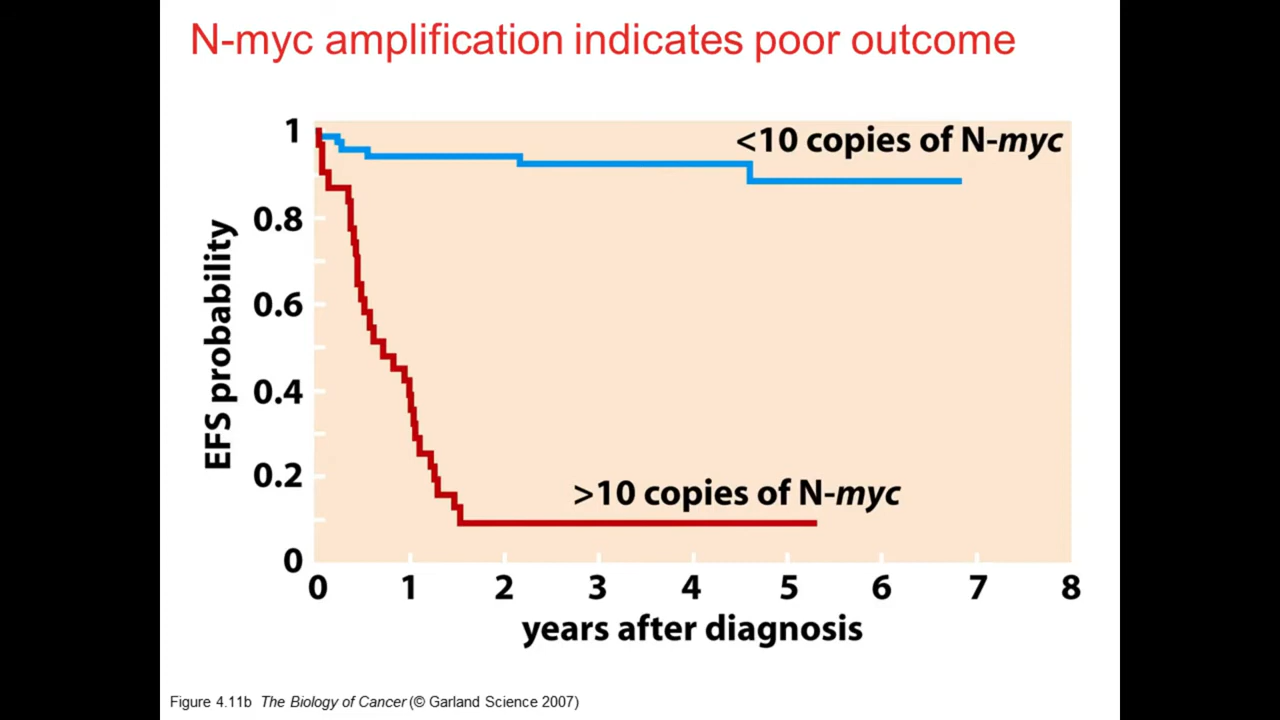 N-myc amplification indicates poor outcome
1
<10 copies of N-myc
0.8
0.6
0.4
0.2
0
EFS probability
>10 copies of N-myc
0 1 2 3 4 5 6 7 8
years after diagnosis
Figure 4.11b The Biology of Cancer (© Garland Science 2007)